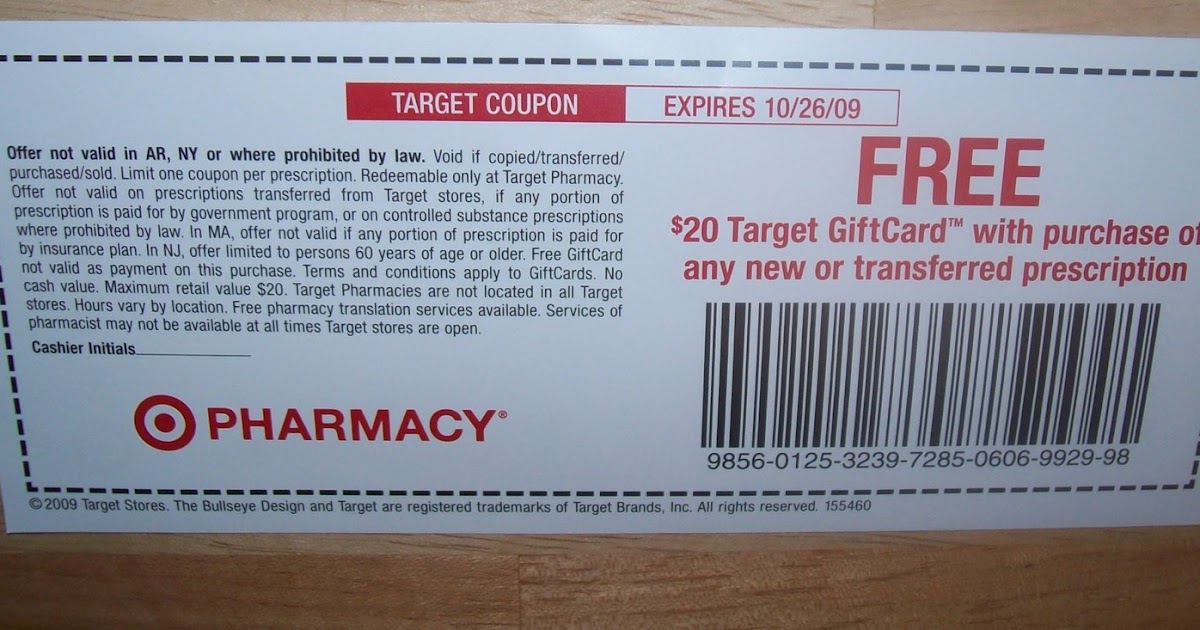 TARGET COUPON EXPIRES 10/26/09
Offer not valid in AR, NY or where prohibited by law. Void if copied/transferred/
purchased/sold. Limit one coupon per prescription. Redeemable only at Target Pharmacy.
Offer not valid on prescriptions transferred from Target stores, if any portion of
prescription is paid for by government program, or on controlled substance prescriptions
where prohibited by law. In MA, offer not valid if any portion of prescription is paid for
by insurance plan. In NJ, offer limited to persons 60 years of age or older. Free GiftCard
not valid as payment on this purchase. Terms and conditions apply to GiftCards. No
cash value. Maximum retail value $20. Target Pharmacies are not located in all Target
stores. Hours vary by location. Free pharmacy translation services available. Services of
pharmacist may not be available at all times Target stores are open.
Cashier Initials
PHARMACY®
FREE
$20 Target GiftCard™ with purchase of
any new or transferred prescription
9856-0125-3239-7285-0606-9929-98
©2009 Target Stores. The Bullseye Design and Target are registered trademarks of Target Brands, Inc. All rights reserved. 155460